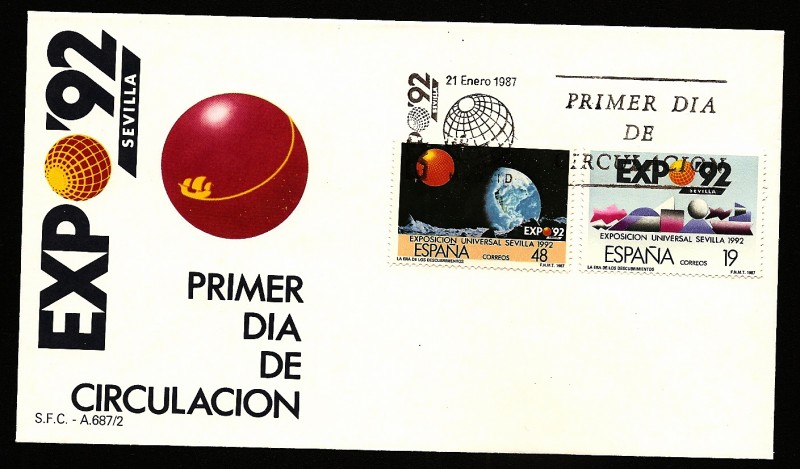 EXPO'92
SEVILLA
PRIMER
DIA
DE
CIRCULACION
S.F.C. - A.687/2
'92
21 Enero 1987
PRIMER DIA
DE
CIRCULACION
EXPO'92
EXPOSICION UNIVERSAL SEVILLA 1992
ESPAÑA CORREOS 48
LA ERA DE LOS DESCUBRIMIENTOS F.N.M.T. 1987
EXPO'92
SEVILLA
EXPOSICION UNIVERSAL SEVILLA 1992
ESPAÑA CORREOS 19
LA ERA DE LOS DESCUBRIMIENTOS F.N.M.T. 1987